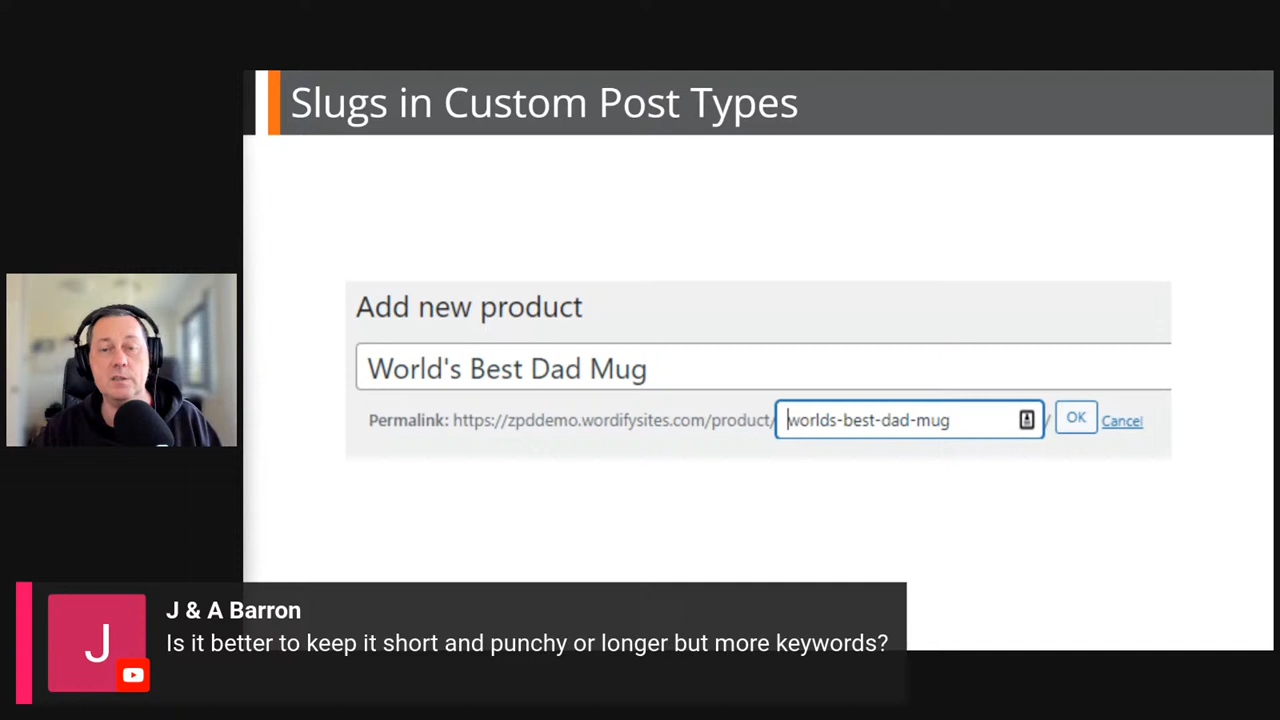 Slugs in Custom Post Types
Add new product
World's Best Dad Mug
Permalink: https://zpddemo.wordifysites.com/product/ worlds-best-dad-mug / OK Cancel
J & A Barron
J
Is it better to keep it short and punchy or longer but more keywords?